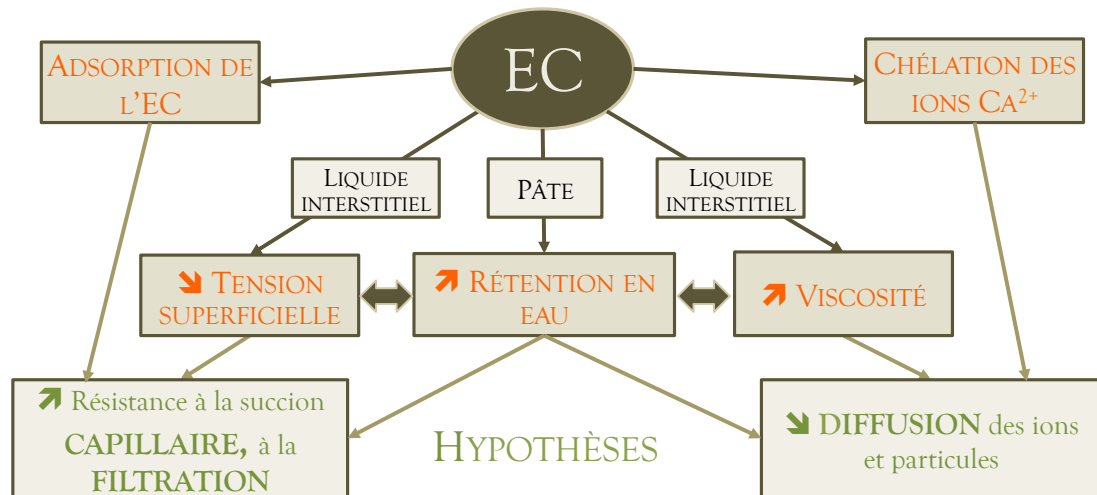 EC
ADSORPTION DE
L'EC
CHÉLATION DES
IONS CA²⁺
LIQUIDE
INTERSTITIEL
PÂTE
LIQUIDE
INTERSTITIEL
↘ TENSION
SUPERFICIELLE
↗ RÉTENTION EN
EAU
↗ VISCOSITÉ
↗ Résistance à la succion
CAPILLAIRE, à la
FILTRATION
HYPOTHÈSES
↘ DIFFUSION des ions
et particules